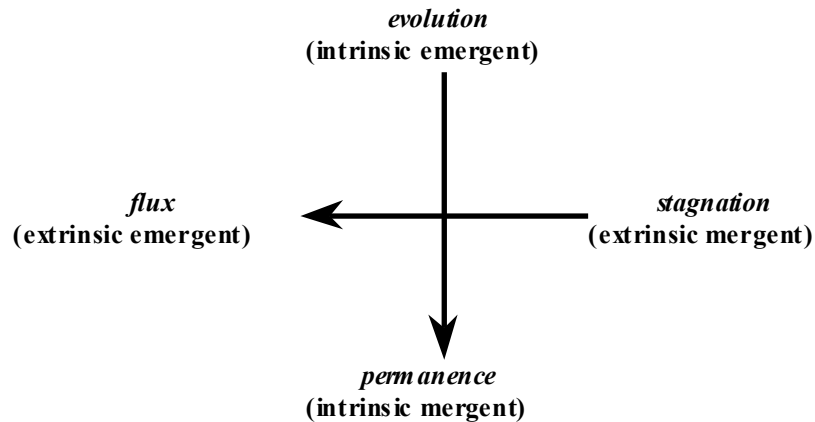 evolution
(intrinsic emergent)
flux
(extrinsic emergent)
stagnation
(extrinsic mergent)
permanence
(intrinsic mergent)